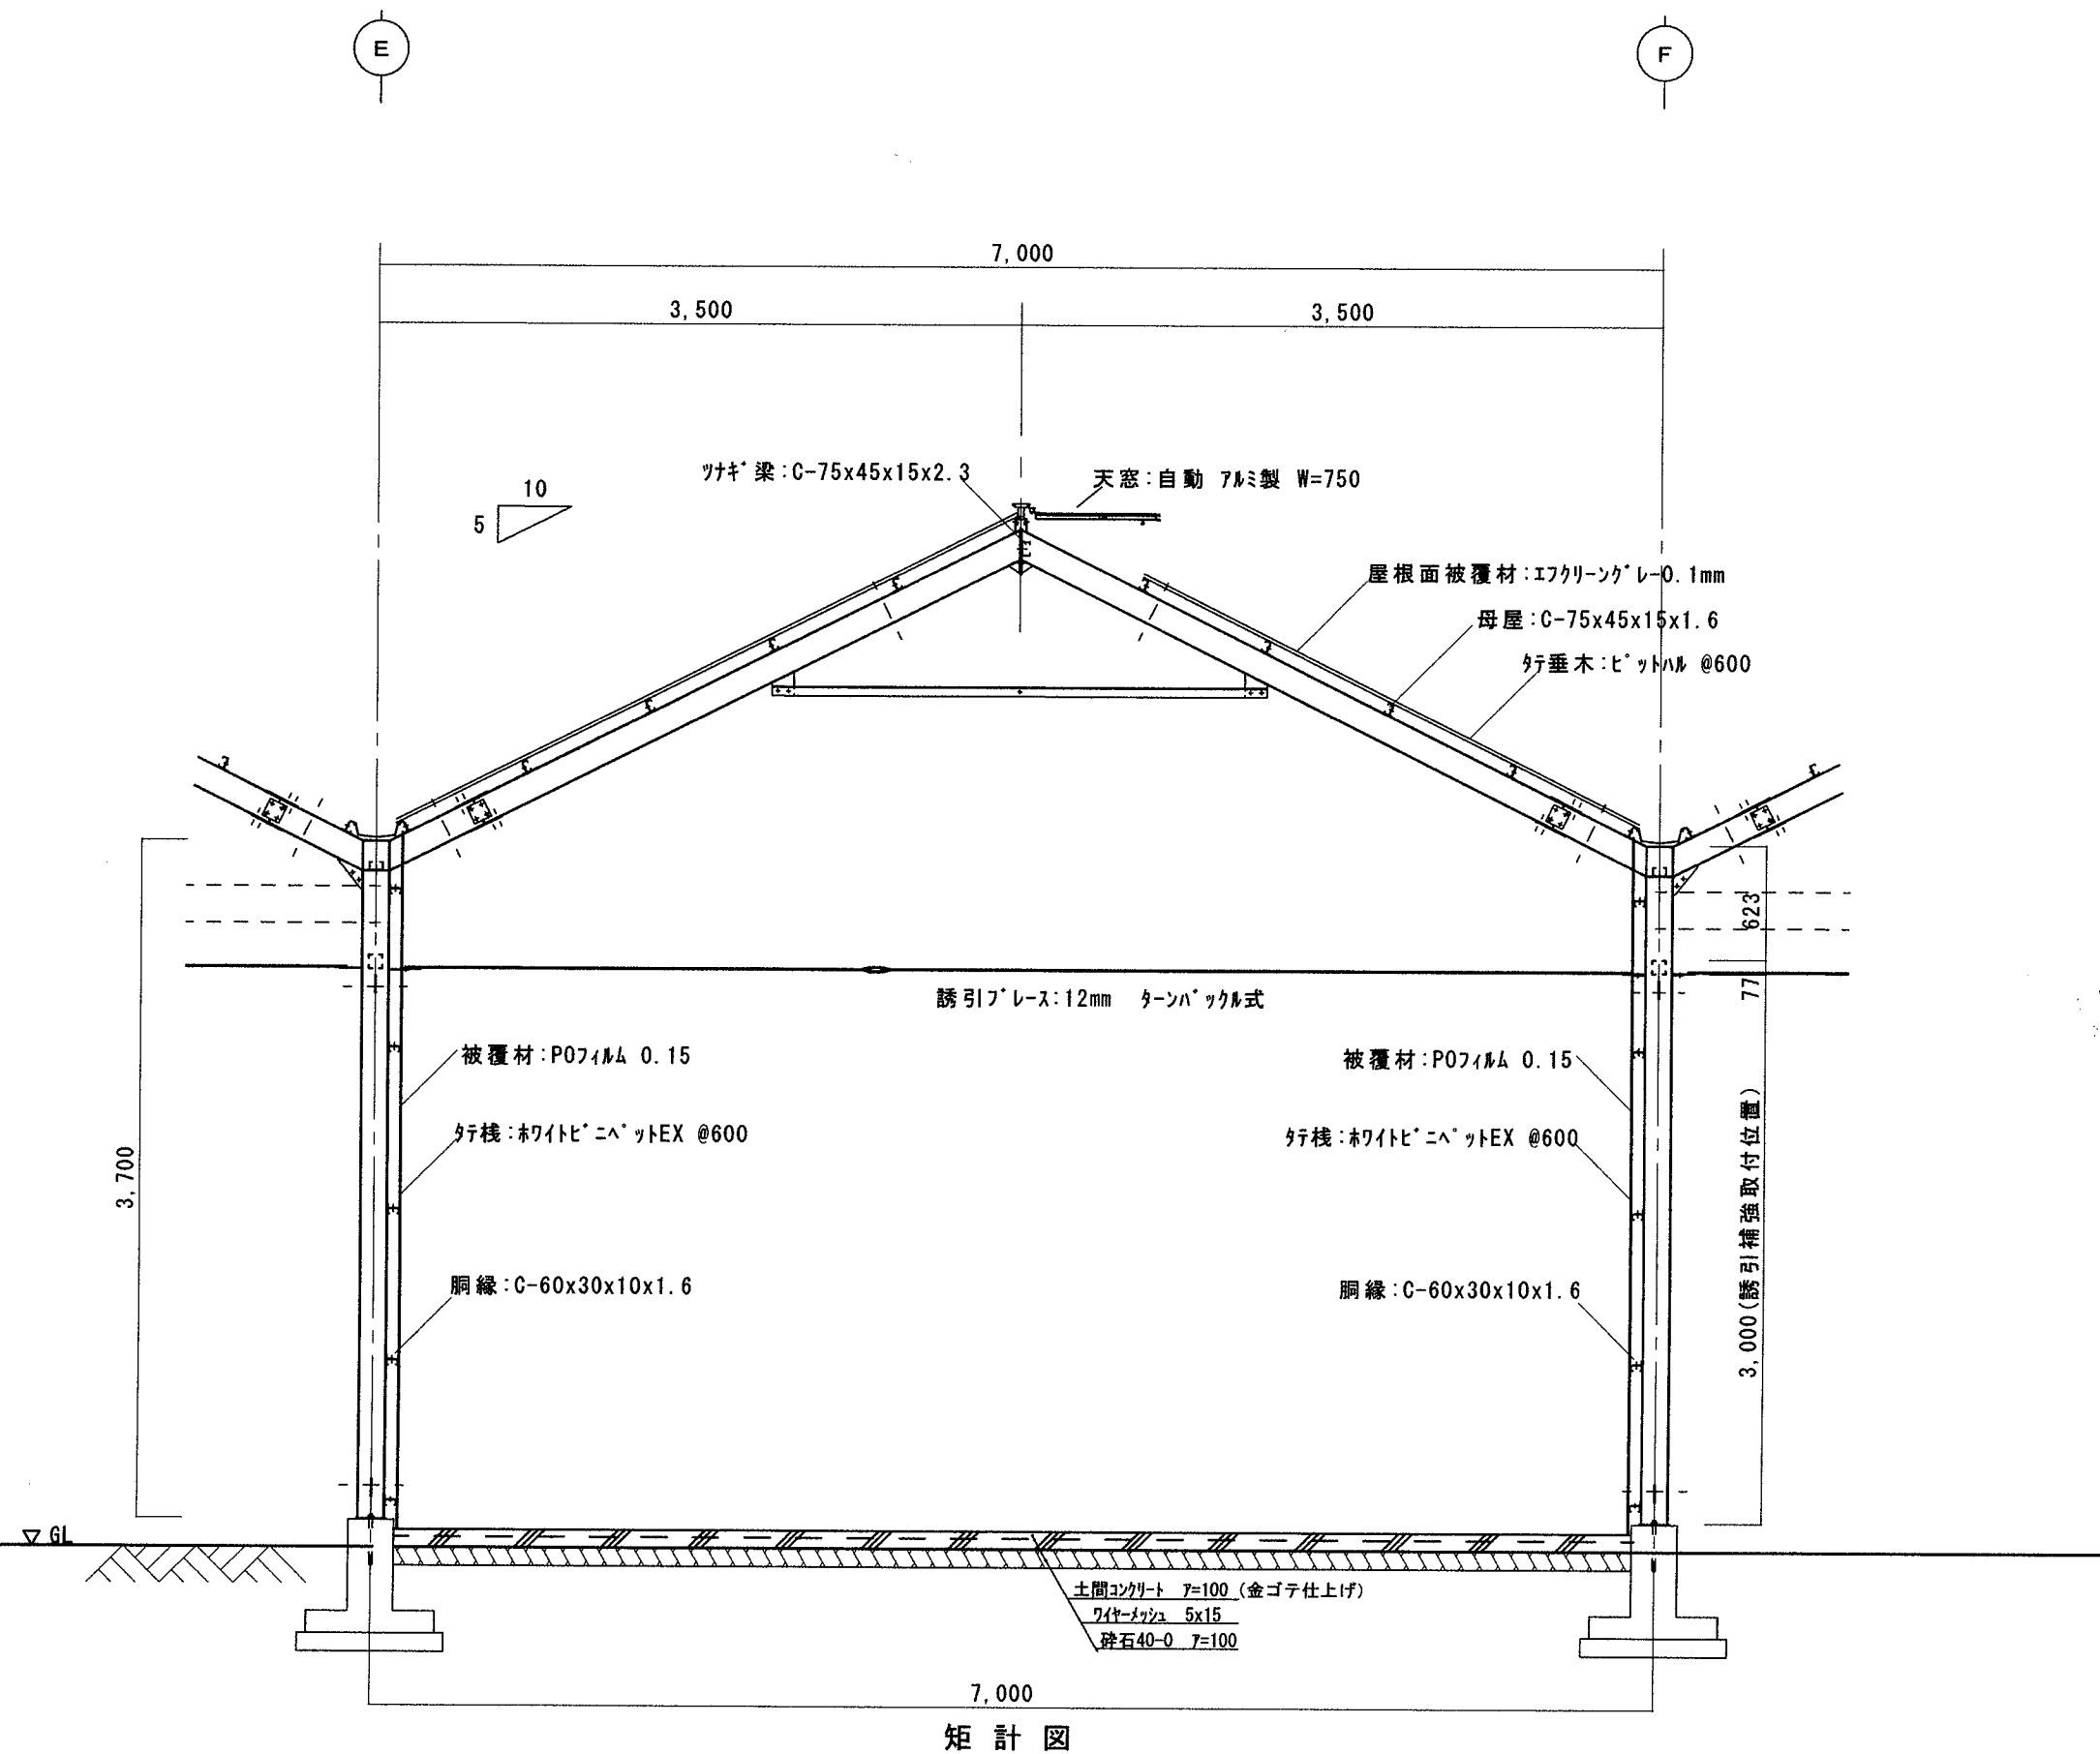 E
F
7,000
3,500
3,500
ﾂﾅｷﾞ梁:C-75x45x15x2.3
天窓:自動 ｱﾙﾐ製 W=750
10
5
屋根面被覆材:ｴﾌｸﾘｰﾝｸﾞﾚｰ0.1mm
母屋:C-75x45x15x1.6
ﾀﾃ垂木:ﾋﾞｯﾄﾊﾙ @600
623
77
誘引ﾌﾞﾚｰｽ:12mm ﾀｰﾝﾊﾞｯｸﾙ式
被覆材:POﾌｨﾙﾑ 0.15
被覆材:POﾌｨﾙﾑ 0.15
ﾀﾃ桟:ﾎﾜｲﾄﾋﾞﾆﾍﾟｯﾄEX @600
ﾀﾃ桟:ﾎﾜｲﾄﾋﾞﾆﾍﾟｯﾄEX @600
3,700
3,000(誘引補強取付位置)
胴縁:C-60x30x10x1.6
胴縁:C-60x30x10x1.6
GL
土間ｺﾝｸﾘｰﾄ ｱ=100 (金ゴテ仕上げ)
ﾜｲﾔｰﾒｯｼｭ 5x15
砕石40-0 ｱ=100
7,000
矩計図